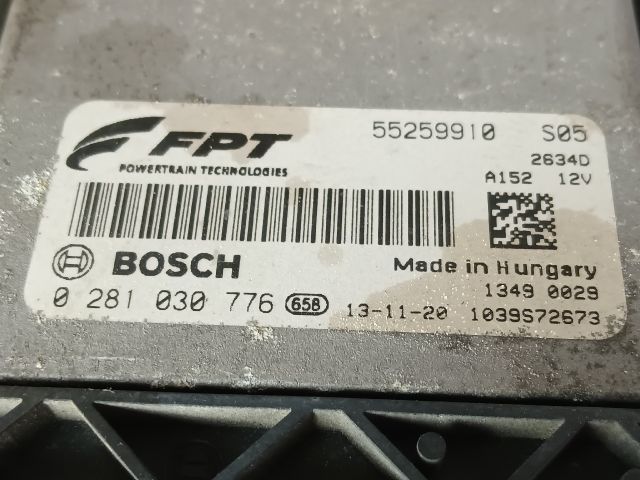 FPT 55259910 S05
POWERTRAIN TECHNOLOGIES 2634D
A152 12V
BOSCH Made in Hungary
1349 0029
0 281 030 776 658 13-11-20 1039S72673